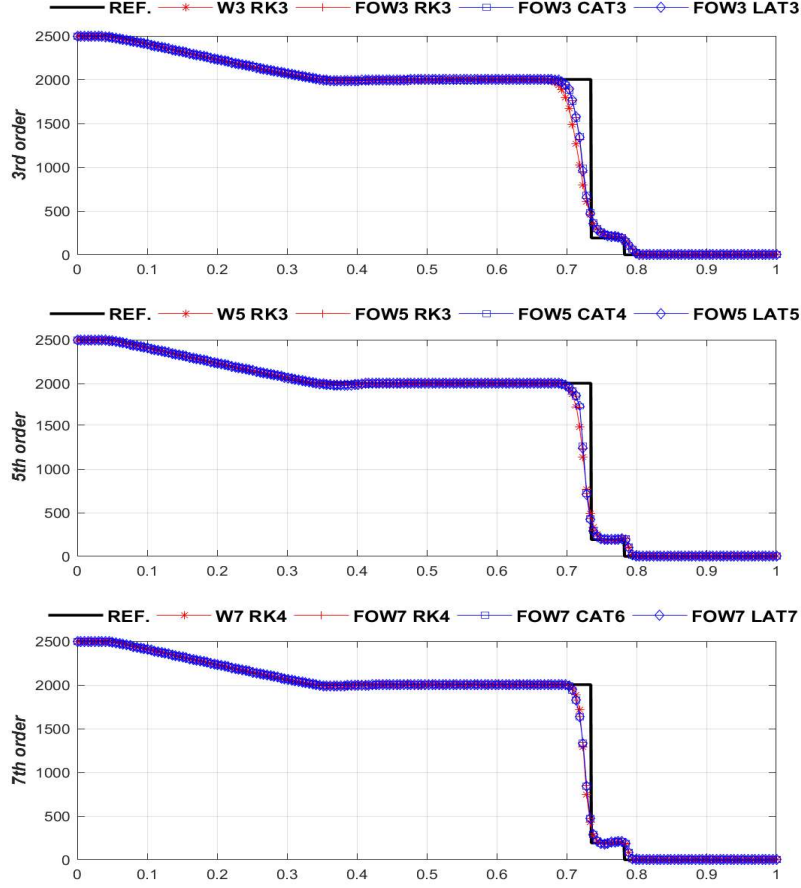 REF. W3 RK3 FOW3 RK3 FOW3 CAT3 FOW3 LAT3
2500
2000
1500
1000
500
0
3rd order
0 0.1 0.2 0.3 0.4 0.5 0.6 0.7 0.8 0.9 1
REF. W5 RK3 FOW5 RK3 FOW5 CAT4 FOW5 LAT5
2500
2000
1500
1000
500
0
5th order
0 0.1 0.2 0.3 0.4 0.5 0.6 0.7 0.8 0.9 1
REF. W7 RK4 FOW7 RK4 FOW7 CAT6 FOW7 LAT7
2500
2000
1500
1000
500
0
7th order
0 0.1 0.2 0.3 0.4 0.5 0.6 0.7 0.8 0.9 1